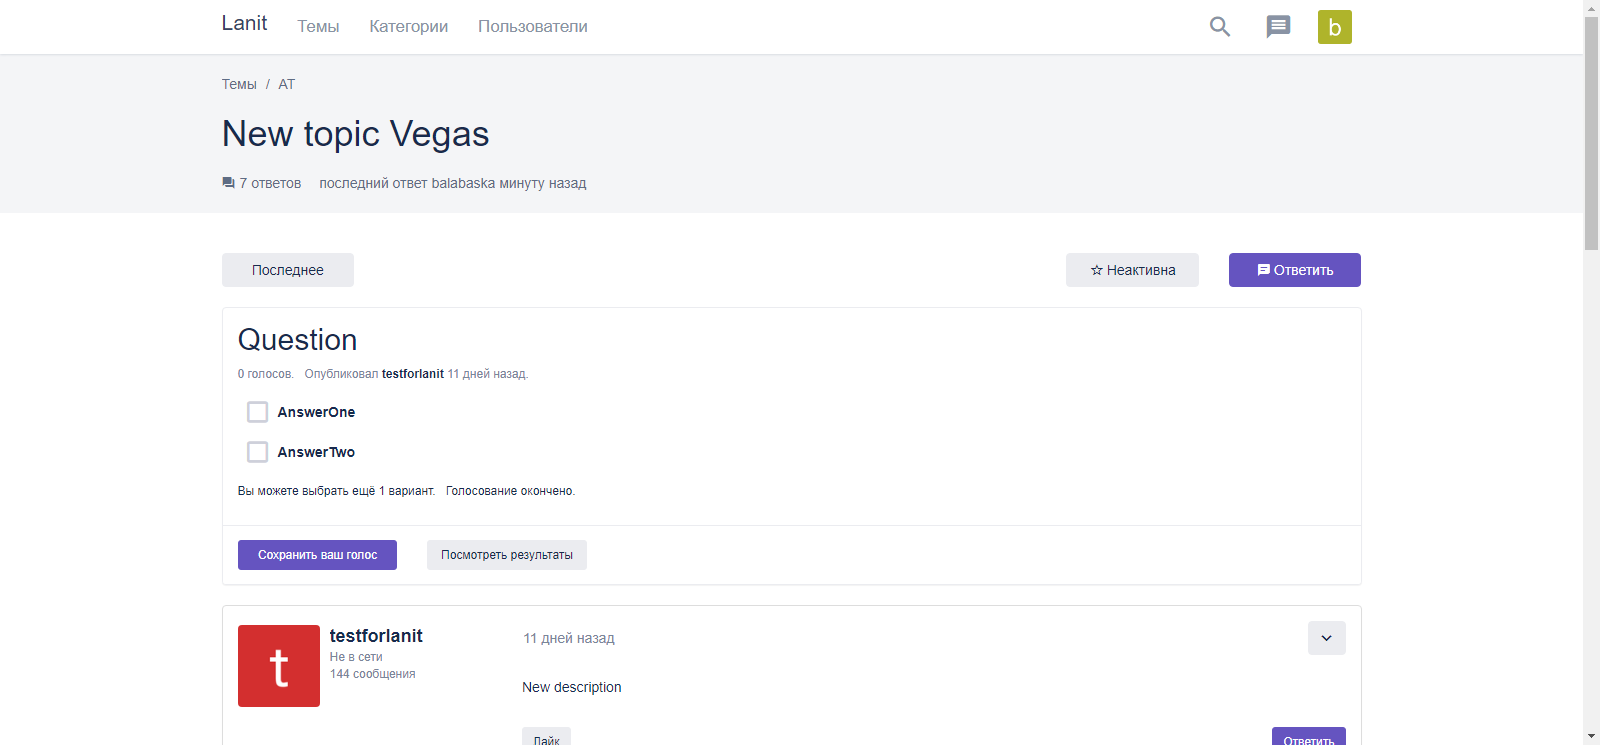 Lanit Темы Категории Пользователи b
Темы / AT
New topic Vegas
7 ответов последний ответ balabaska минуту назад
Последнее Неактивна Ответить
Question
0 голосов. Опубликовал testforlanit 11 дней назад.
AnswerOne
AnswerTwo
Вы можете выбрать ещё 1 вариант. Голосование окончено.
Сохранить ваш голос Посмотреть результаты
t
testforlanit 11 дней назад
Не в сети
144 сообщения
New description
Лайк Ответить